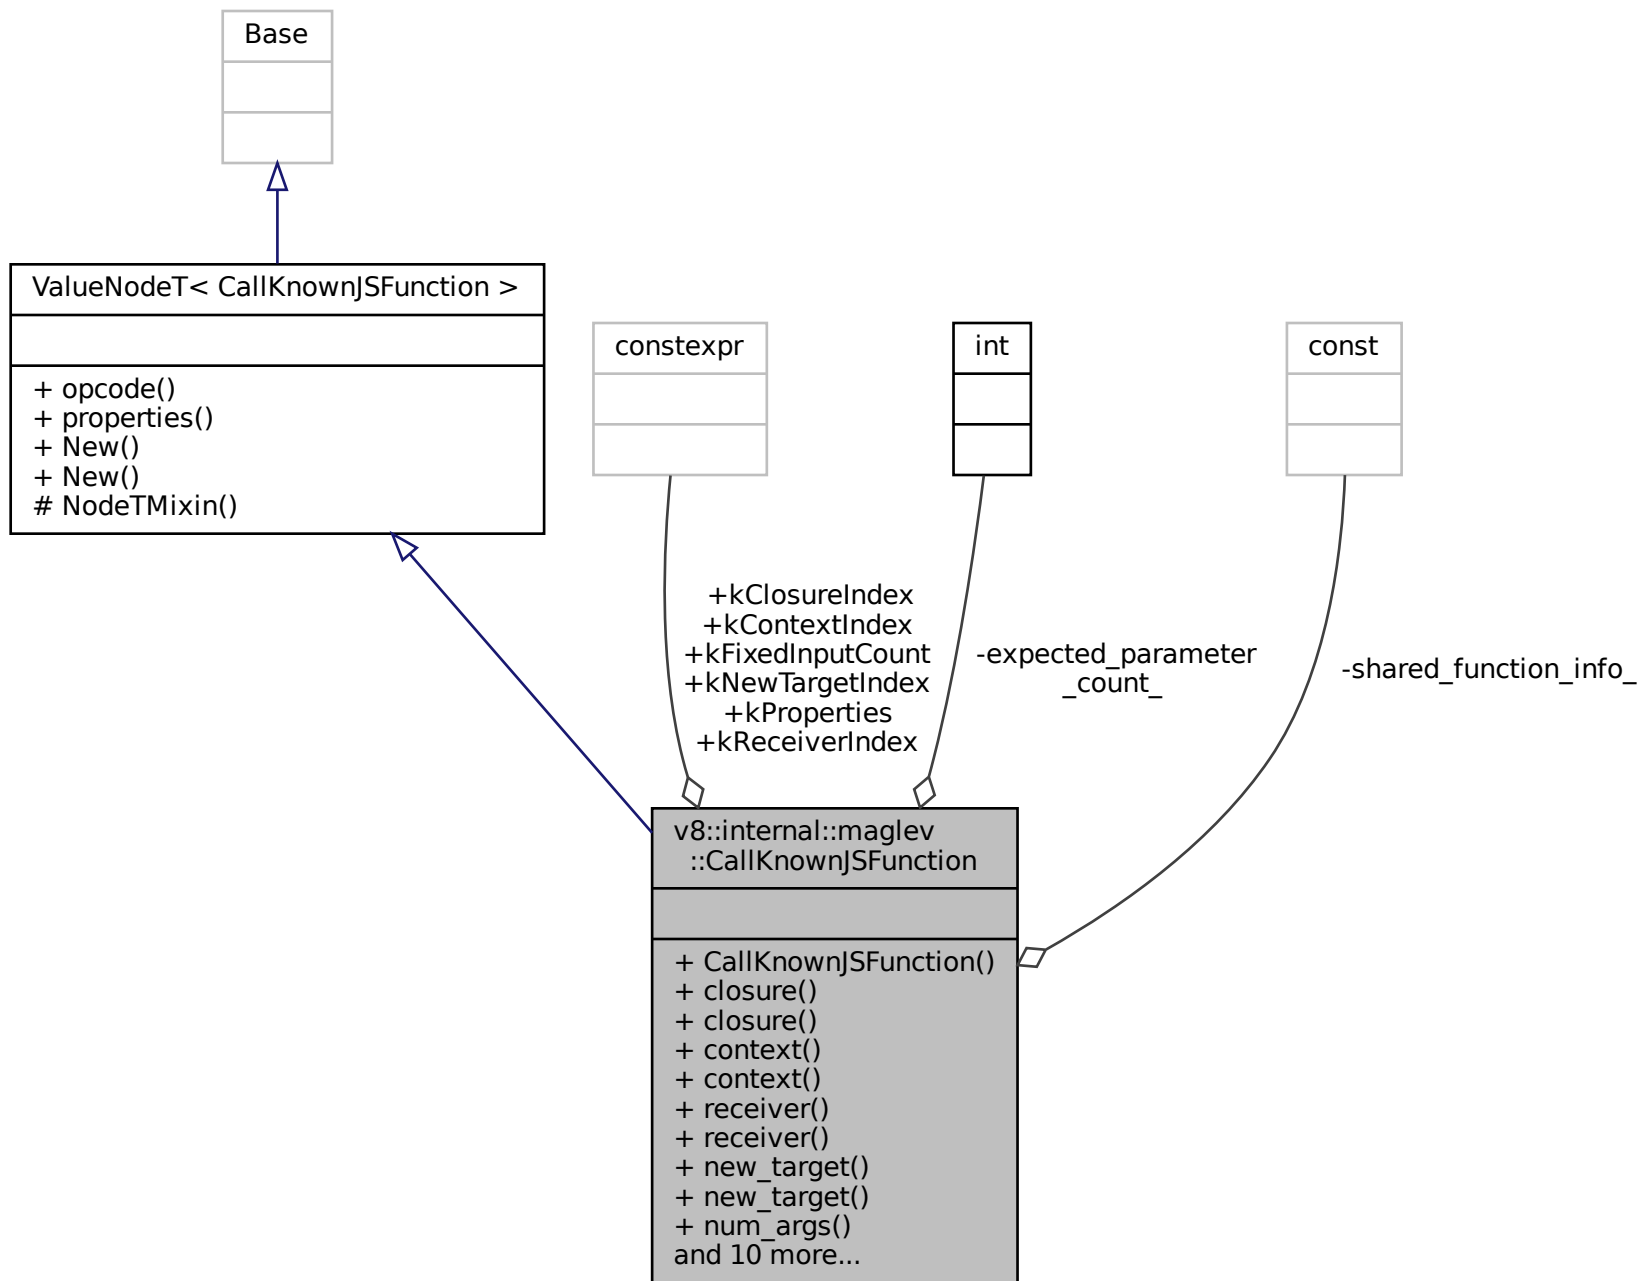 Base
ValueNodeT< CallKnownJSFunction >
+ opcode()
+ properties()
+ New()
+ New()
# NodeTMixin()
constexpr
int
const
+kClosureIndex
+kContextIndex
+kFixedInputCount
+kNewTargetIndex
+kProperties
+kReceiverIndex
-expected_parameter
_count_
-shared_function_info_
v8::internal::maglev
::CallKnownJSFunction
+ CallKnownJSFunction()
+ closure()
+ closure()
+ context()
+ context()
+ receiver()
+ receiver()
+ new_target()
+ new_target()
+ num_args()
and 10 more...